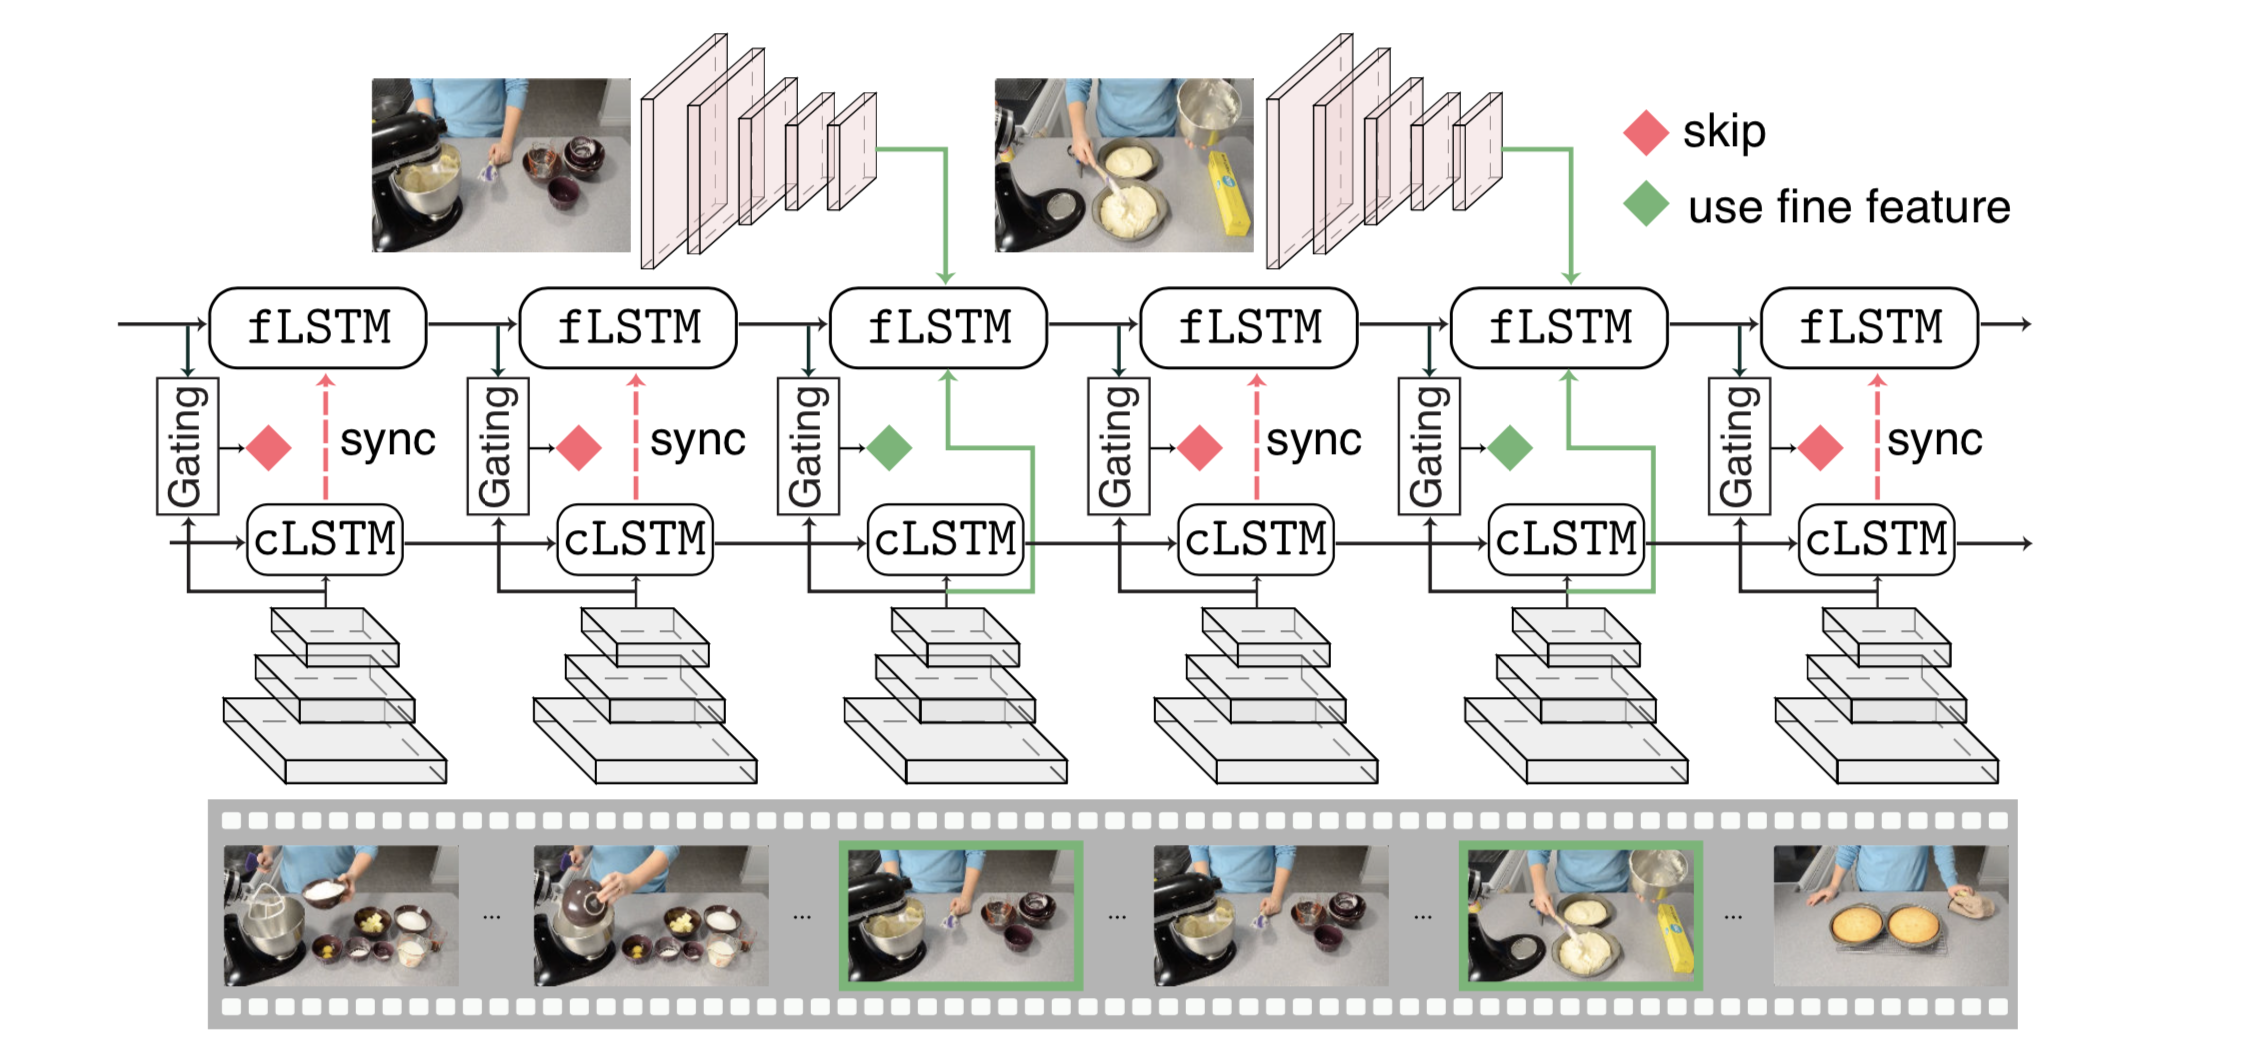 skip
use fine feature
fLSTM fLSTM fLSTM fLSTM fLSTM fLSTM
Gating sync Gating sync Gating Gating sync Gating Gating sync
cLSTM cLSTM cLSTM cLSTM cLSTM cLSTM
... ... ... ... ...